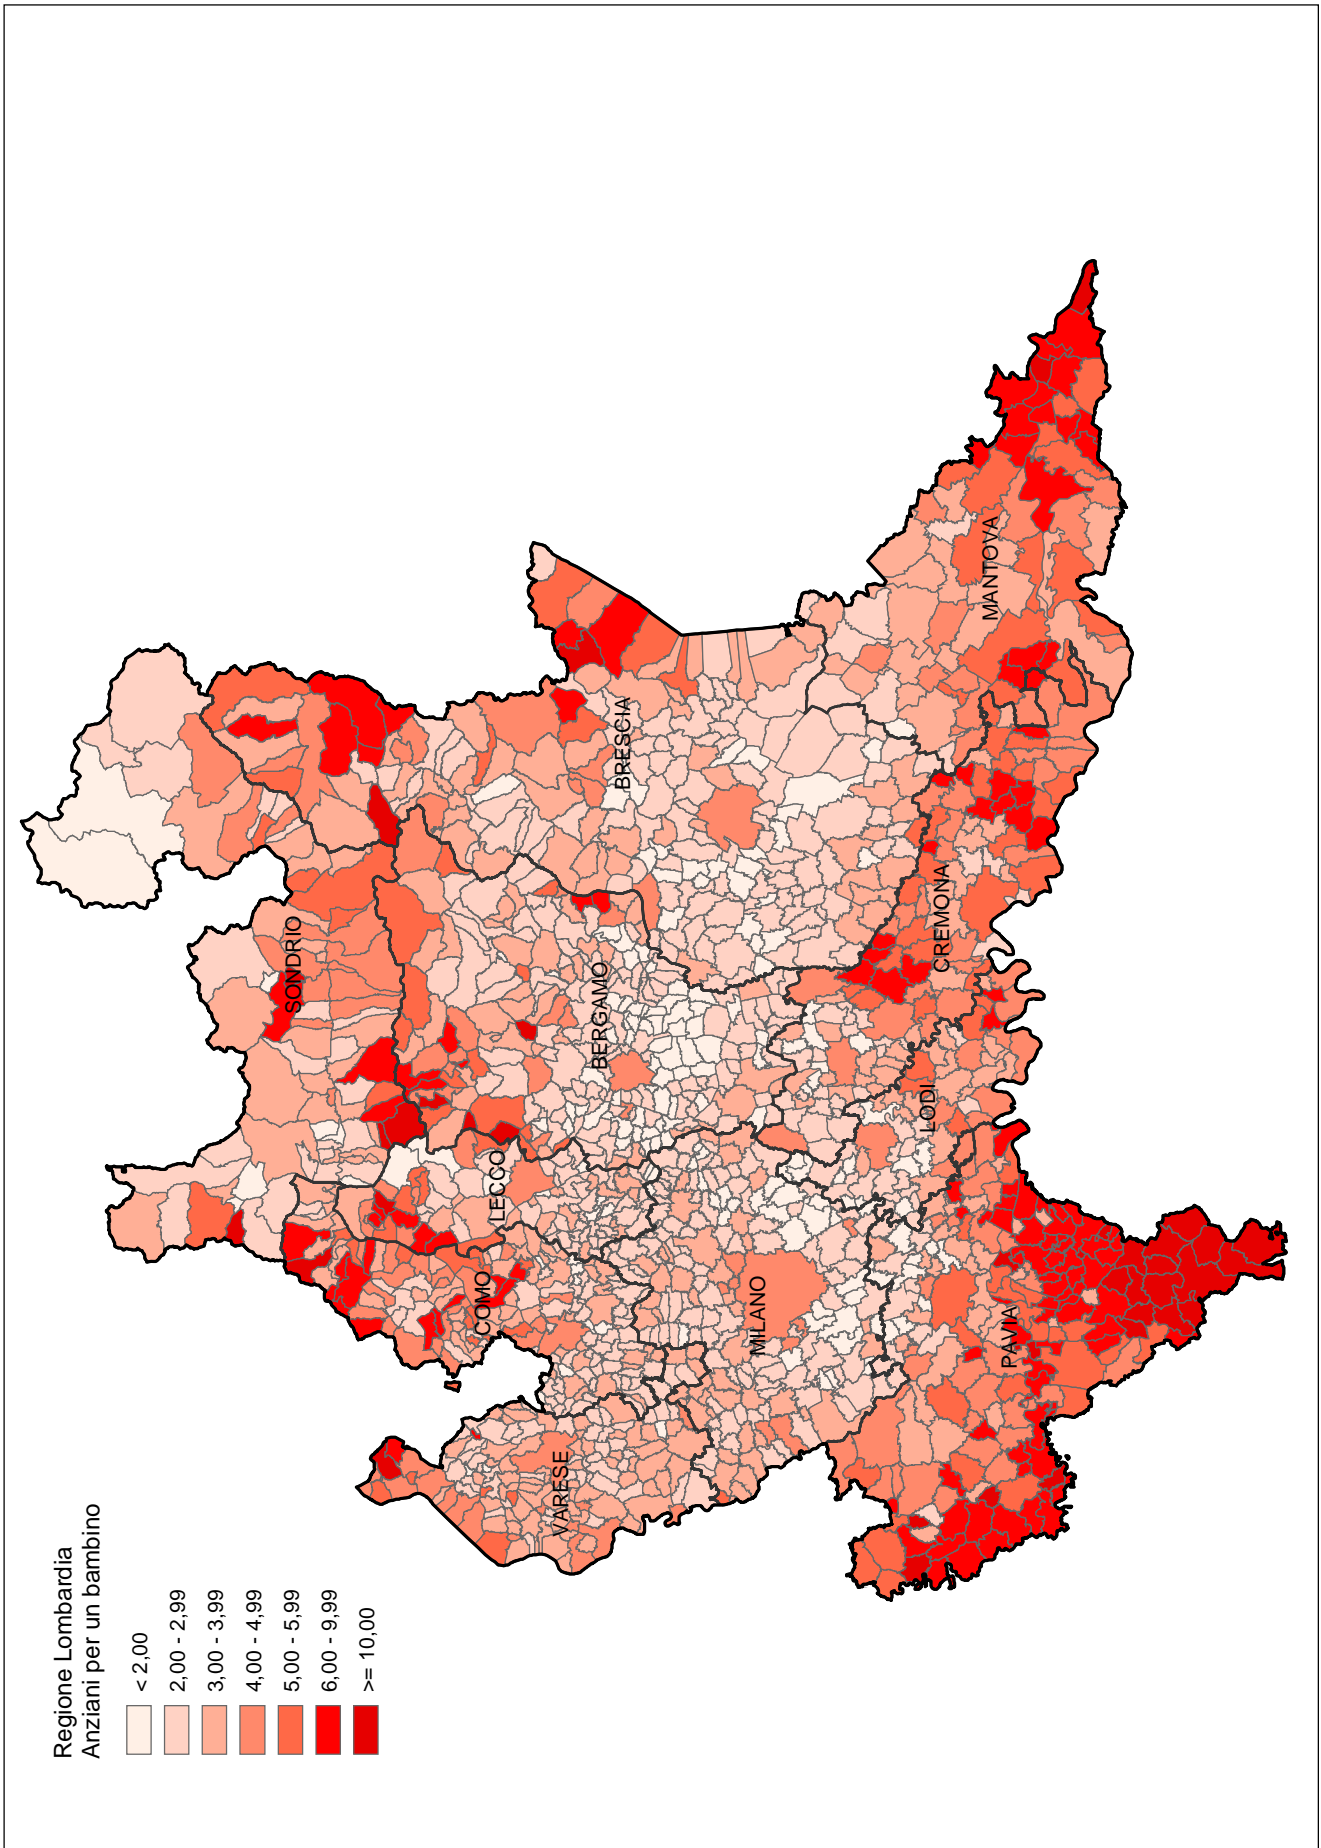 Regione Lombardia
Anziani per un bambino
< 2,00
2,00 - 2,99
3,00 - 3,99
4,00 - 4,99
5,00 - 5,99
6,00 - 9,99
>= 10,00
SONDRIO
COMO
LECCO
VARESE
BERGAMO
BRESCIA
MILANO
LODI
CREMONA
PAVIA
MANTOVA